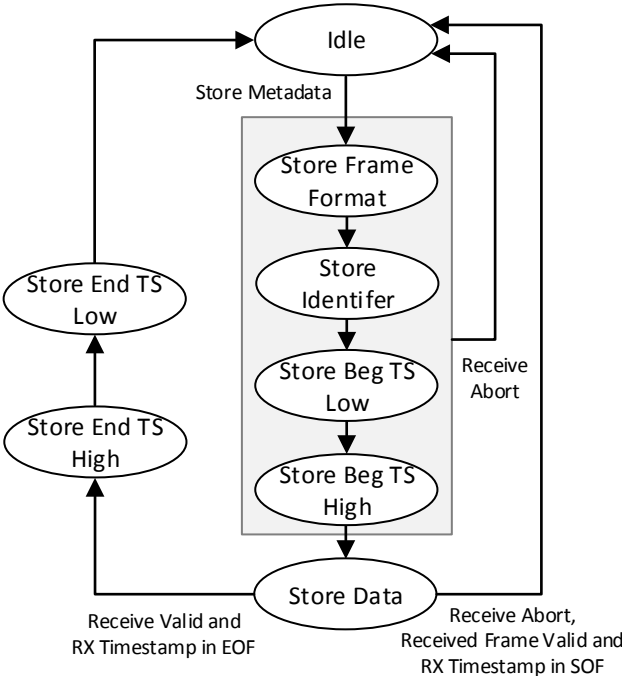 Idle
Store Metadata
Store Frame
Format
Store
Identifer
Store End TS
Low
Store Beg TS
Low
Receive
Abort
Store End TS
High
Store Beg TS
High
Store Data
Receive Valid and
RX Timestamp in EOF
Receive Abort,
Received Frame Valid and
RX Timestamp in SOF